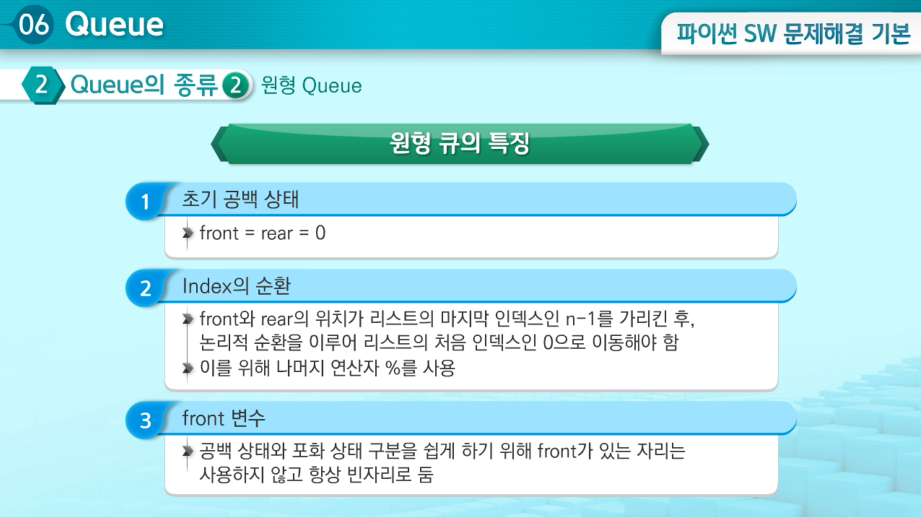 06 Queue
파이썬 SW 문제해결 기본
2 Queue의 종류 2 원형 Queue
원형 큐의 특징
1 초기 공백 상태
front = rear = 0
2 Index의 순환
front와 rear의 위치가 리스트의 마지막 인덱스인 n-1를 가리킨 후,
논리적 순환을 이루어 리스트의 처음 인덱스인 0으로 이동해야 함
이를 위해 나머지 연산자 %를 사용
3 front 변수
공백 상태와 포화 상태 구분을 쉽게 하기 위해 front가 있는 자리는
사용하지 않고 항상 빈자리로 둠